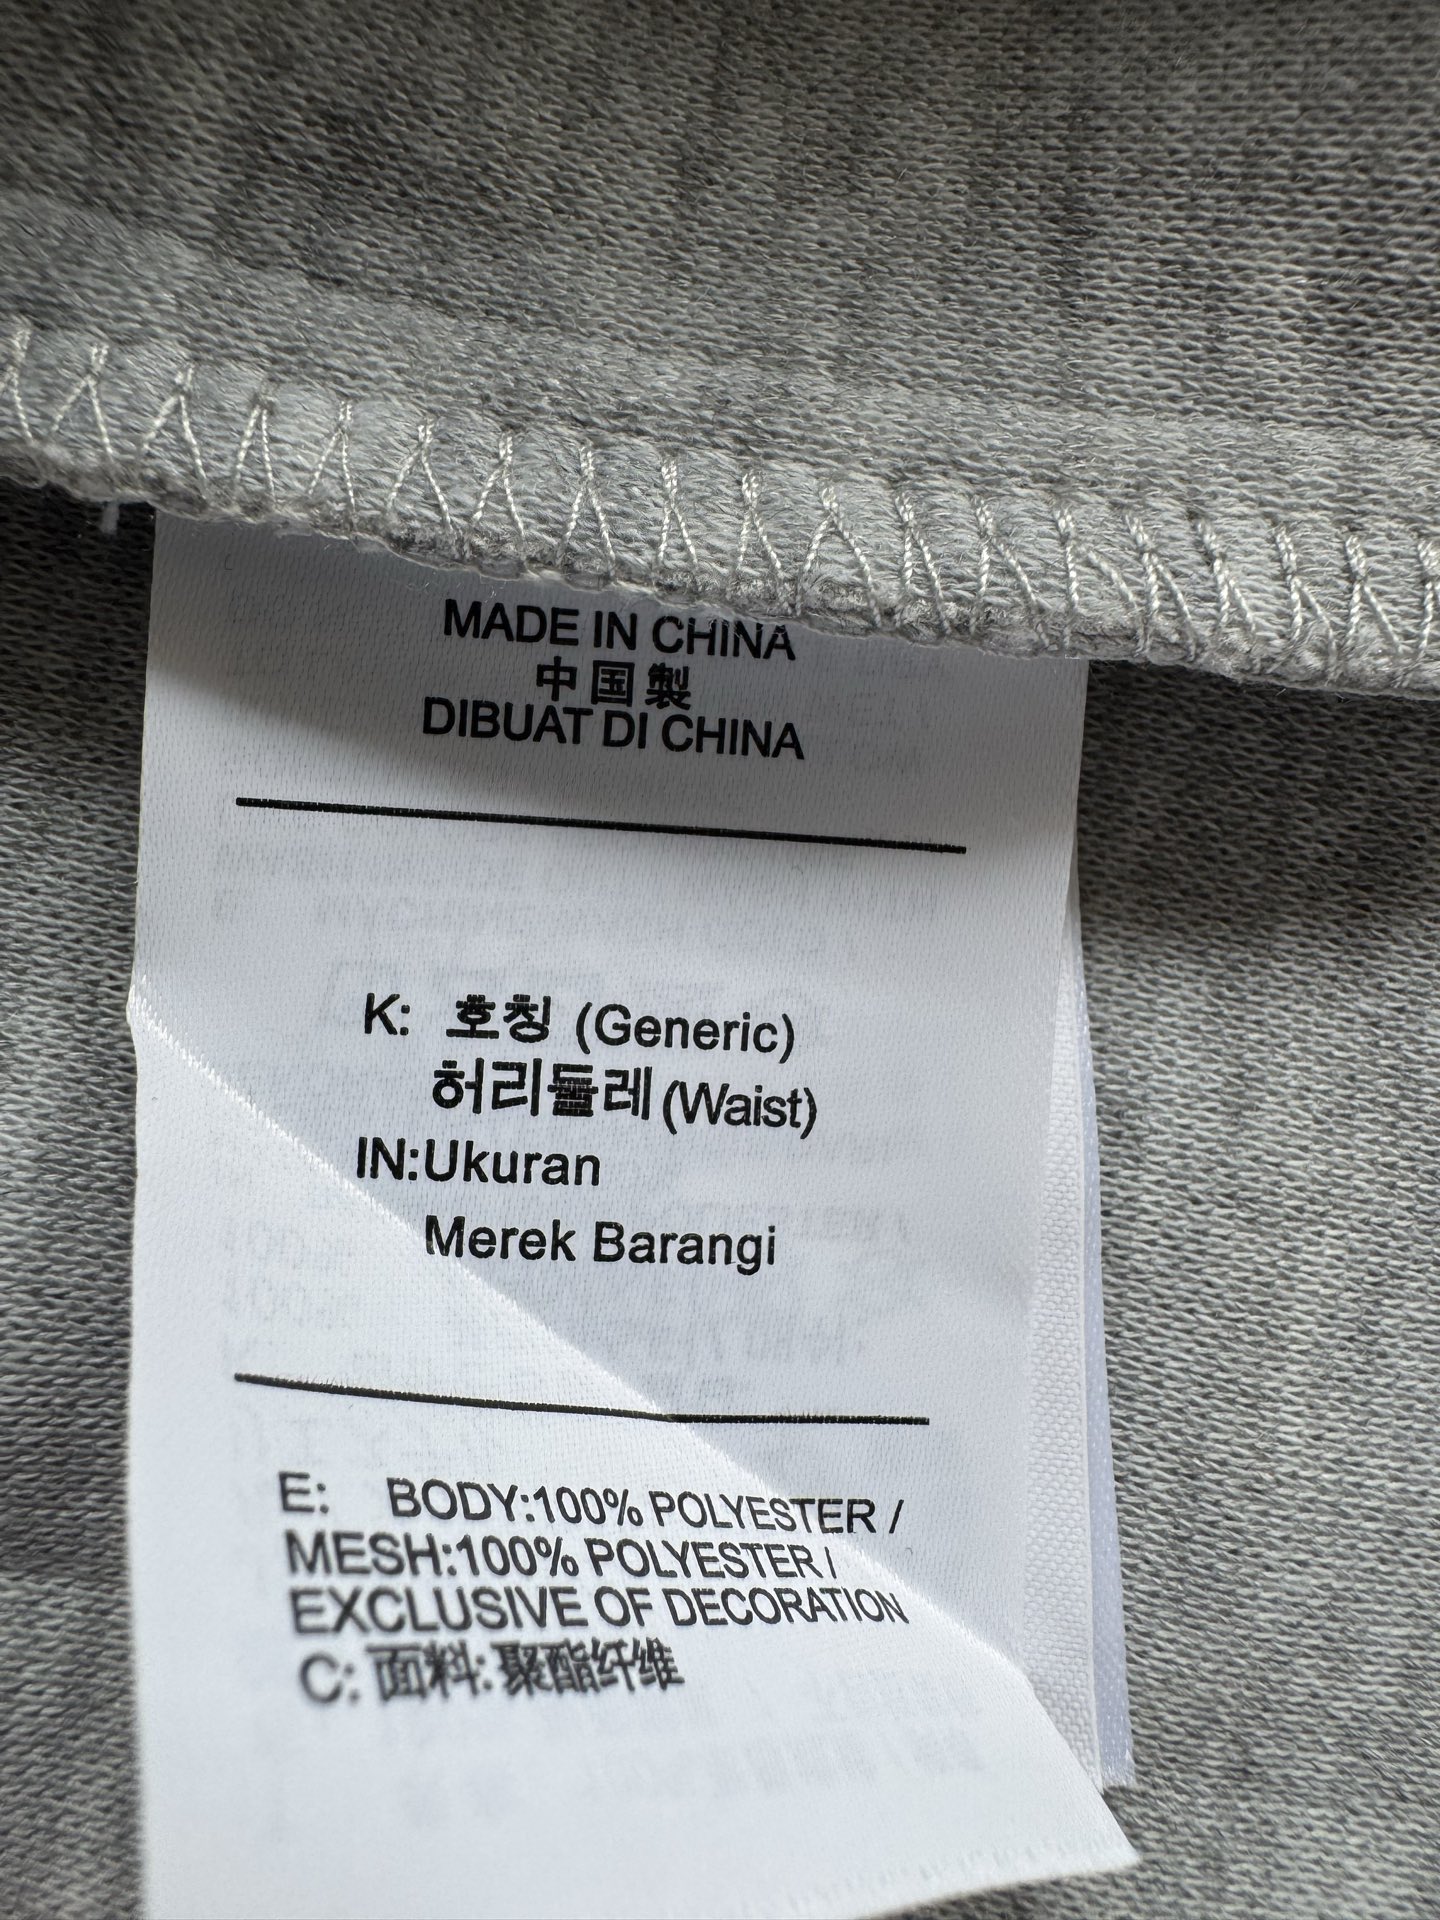 MADE IN CHINA
中国製
DIBUAT DI CHINA
K: 호칭 (Generic)
허리둘레 (Waist)
IN:Ukuran
Merek Barangi
E: BODY:100% POLYESTER /
MESH:100% POLYESTER /
EXCLUSIVE OF DECORATION
C: 面料: 聚酯纤维